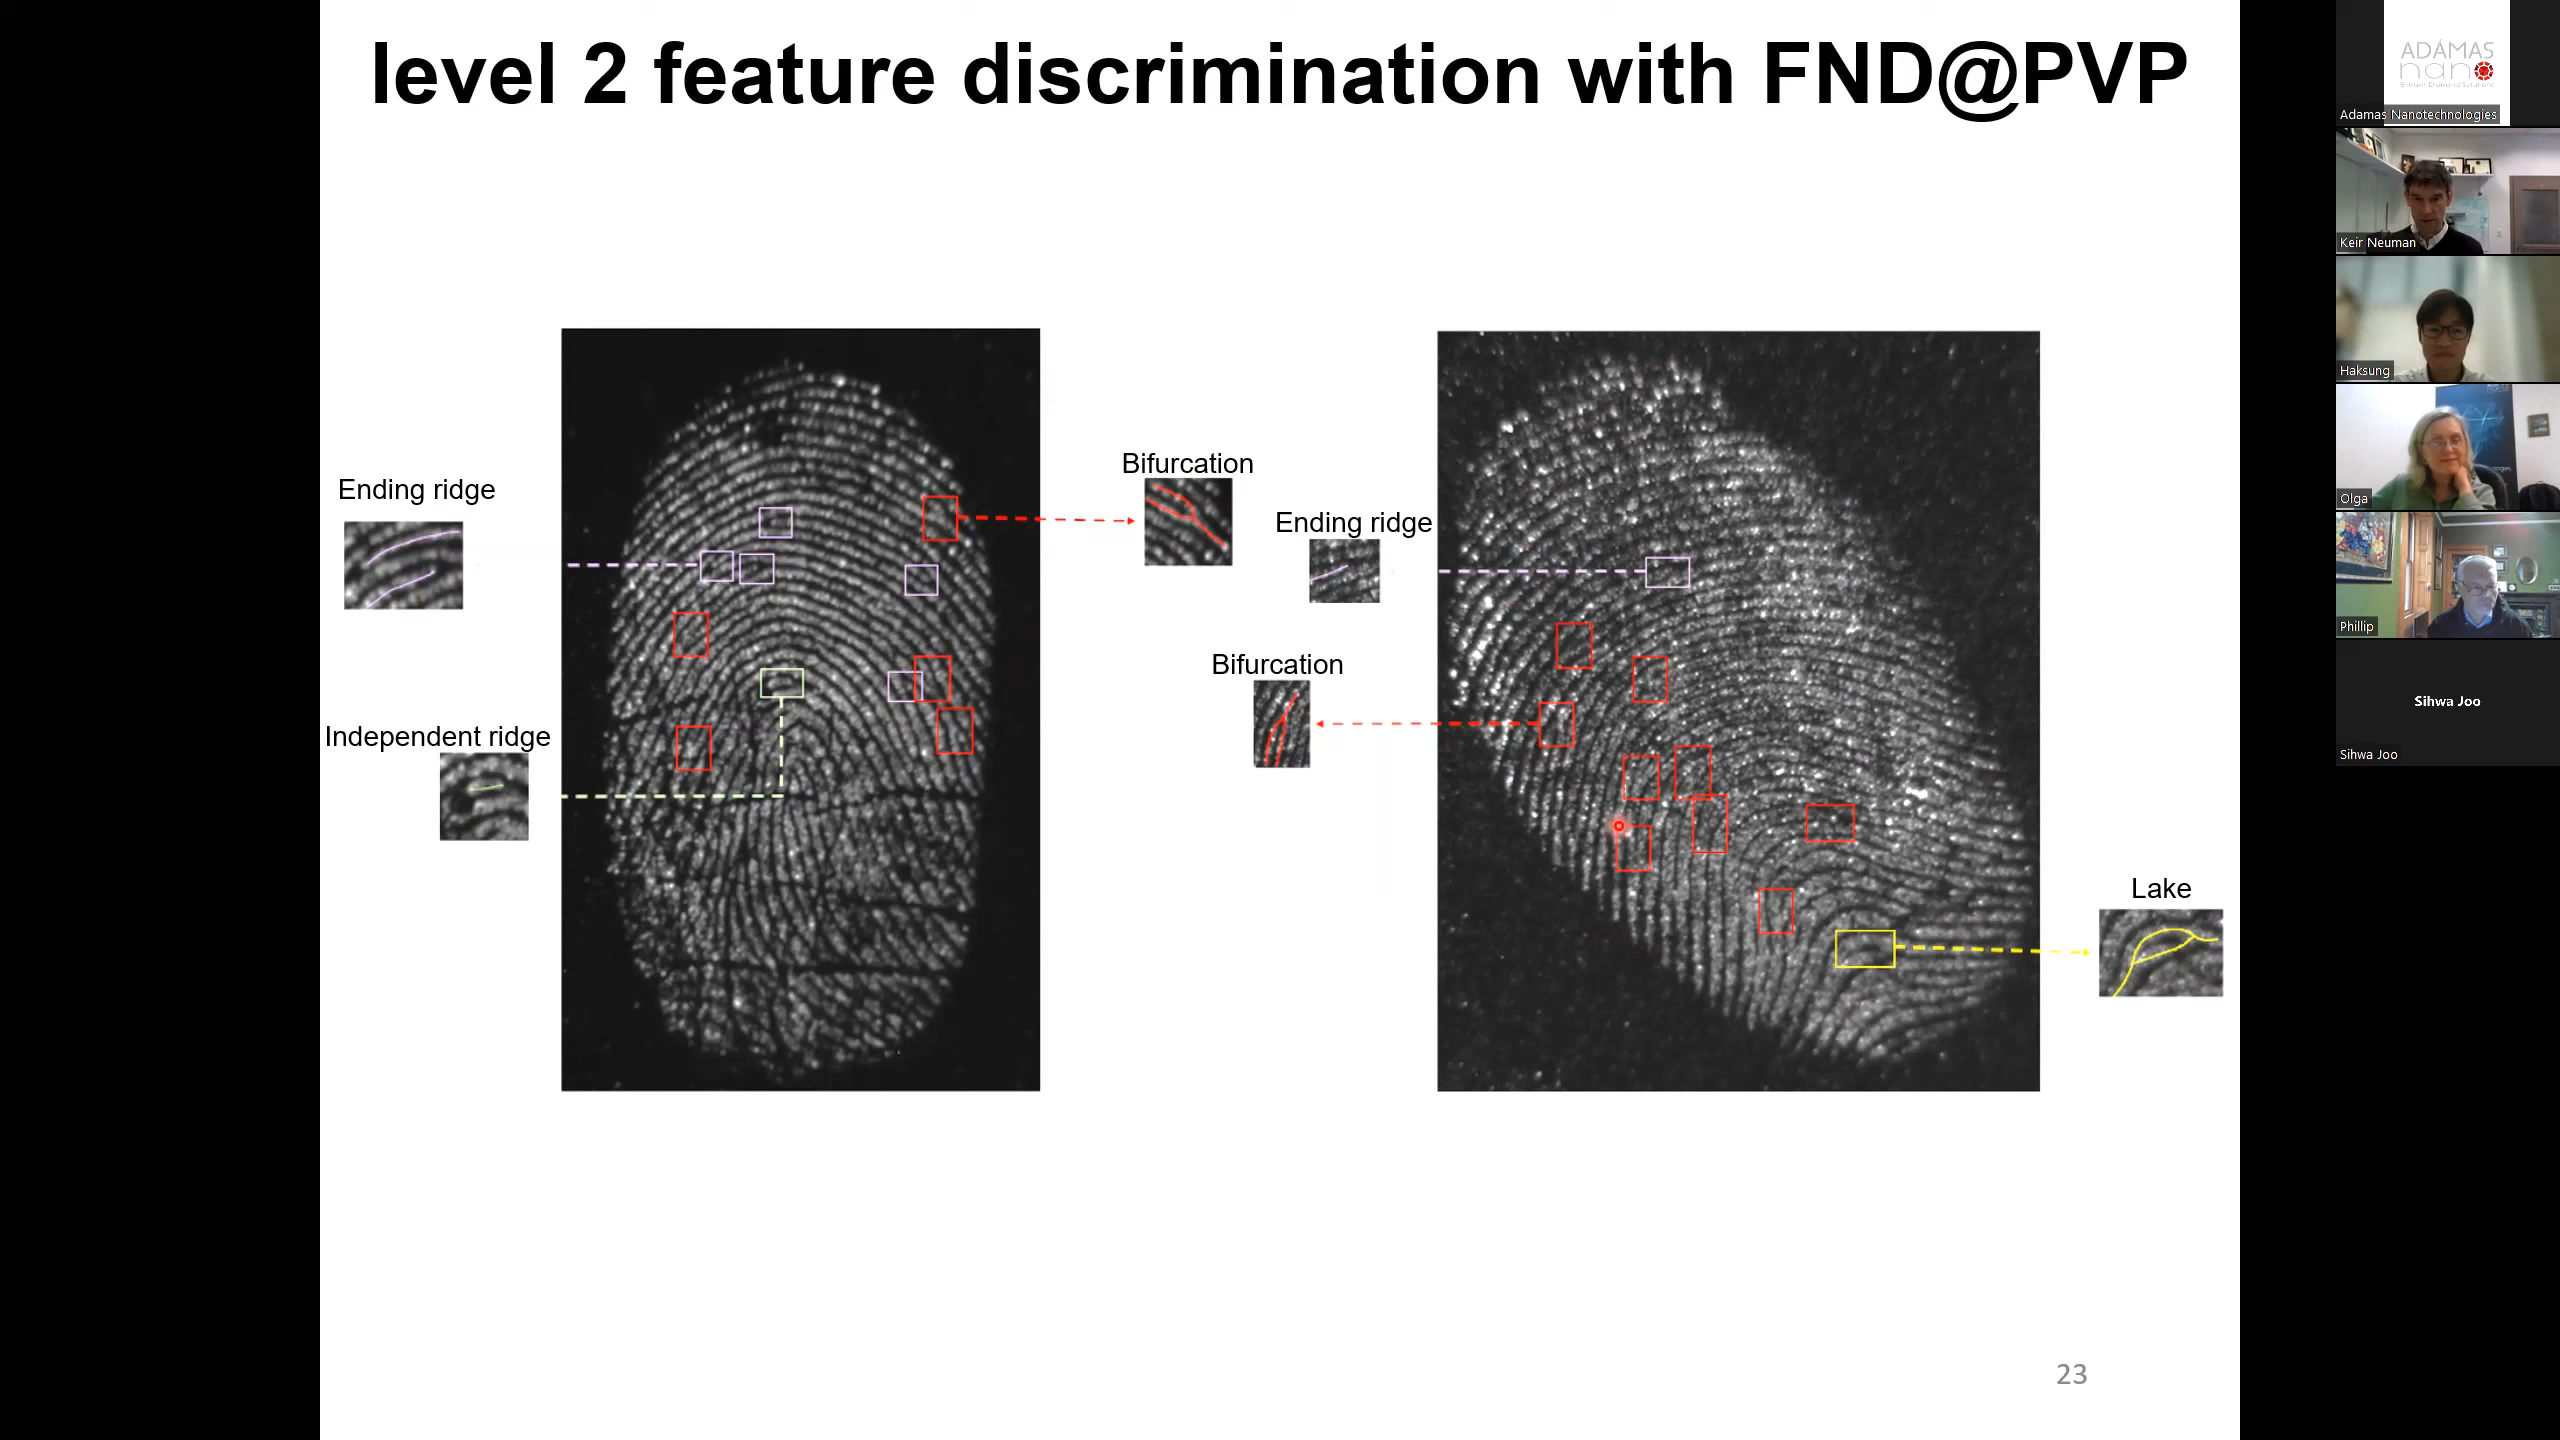 level 2 feature discrimination with FND@PVP
Ending ridge
Independent ridge
Bifurcation
Ending ridge
Bifurcation
Lake
23
ADÁMAS
nano
Adamas Nanotechnologies
Keir Neuman
Haksung
Olga
Phillip
Sihwa Joo
Sihwa Joo